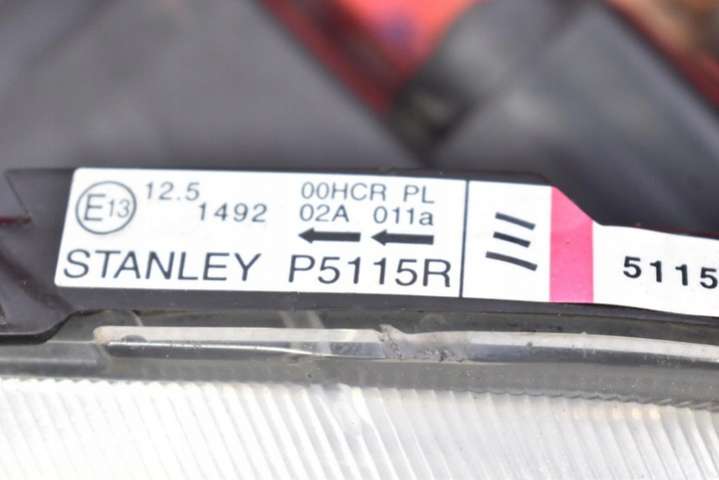 E13 12.5 00HCR PL
1492 02A 011a
STANLEY P5115R
5115